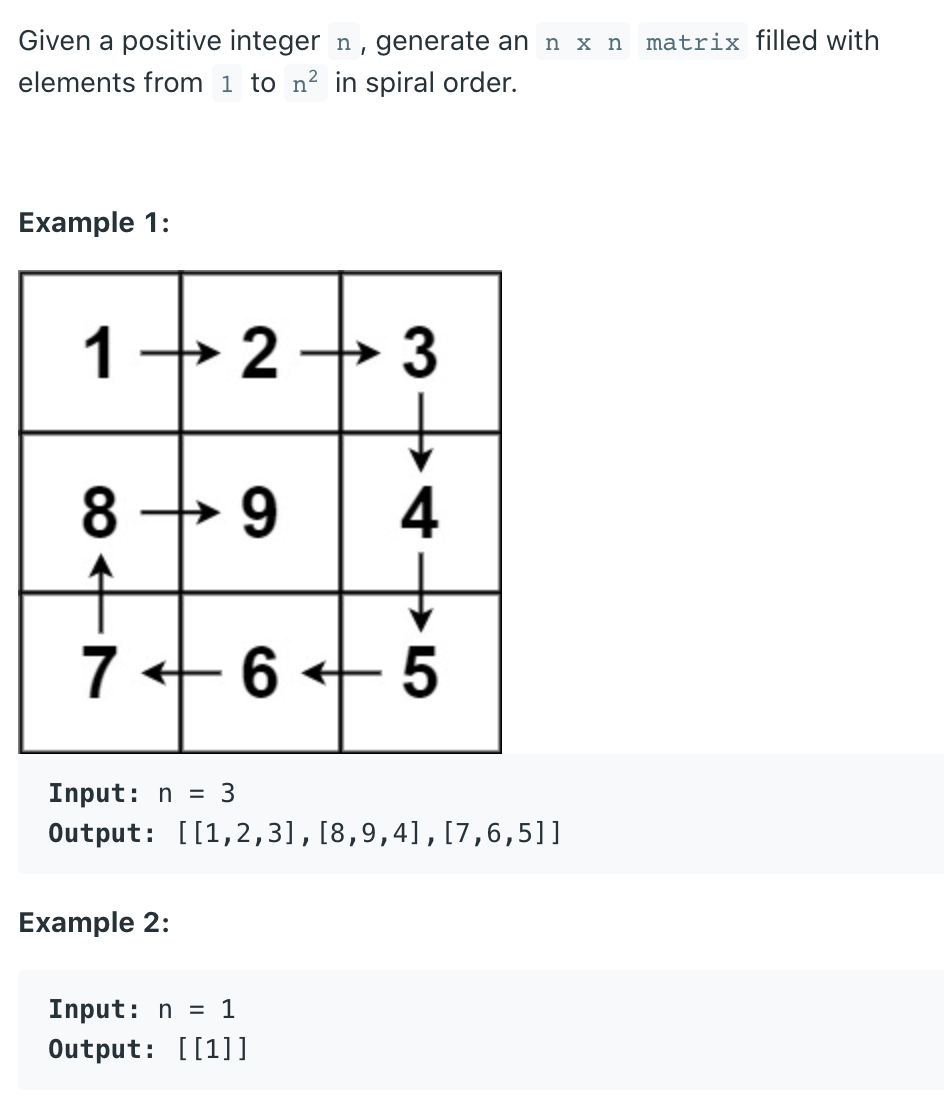 Given a positive integer n, generate an n x n matrix filled with
elements from 1 to n² in spiral order.
Example 1:
1 2 3
8 9 4
7 6 5
Input: n = 3
Output: [[1,2,3],[8,9,4],[7,6,5]]
Example 2:
Input: n = 1
Output: [[1]]